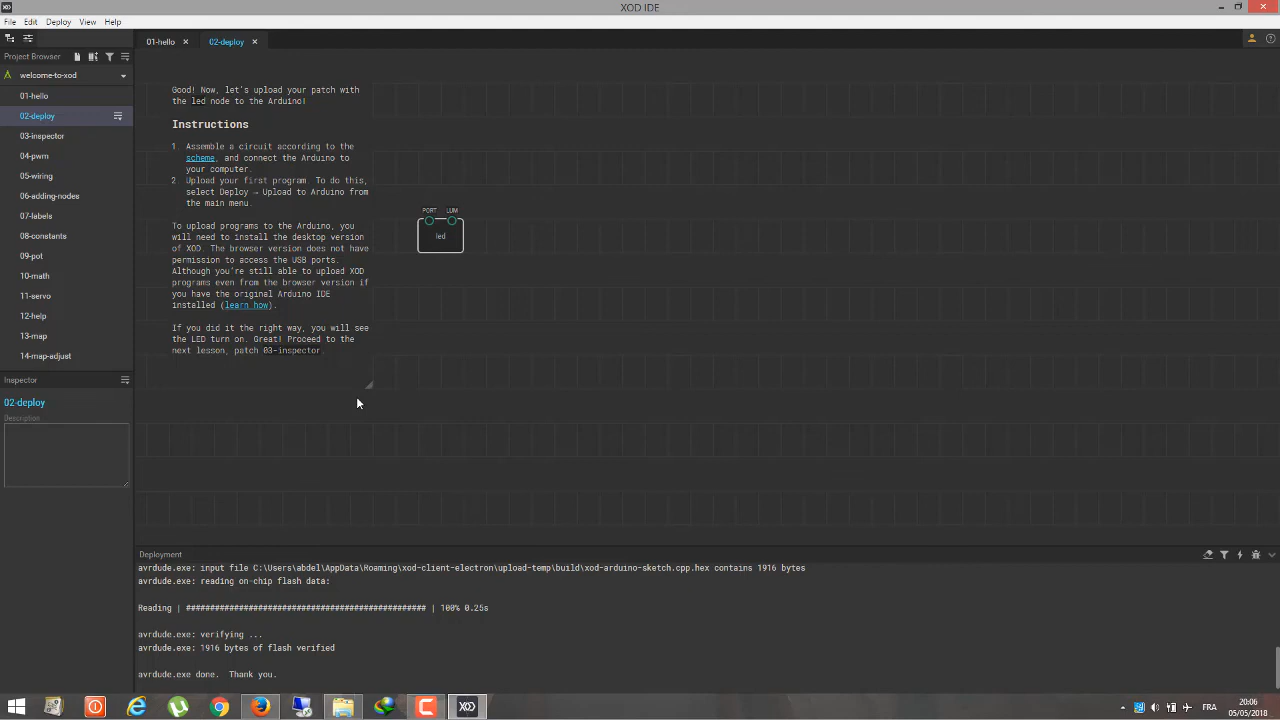 XOD IDE
File Edit Deploy View Help
Project Browser
01-hello
02-deploy
welcome-to-xod
01-hello
02-deploy
03-inspector
04-pwm
05-wiring
06-adding-nodes
07-labels
08-constants
09-pot
10-math
11-servo
12-help
13-map
14-map-adjust
Inspector
02-deploy
Description
Good! Now, let's upload your patch with
the led node to the Arduino!
Instructions
1. Assemble a circuit according to the
scheme, and connect the Arduino to
your computer.
2. Upload your first program. To do this,
select Deploy → Upload to Arduino from
the main menu.
To upload programs to the Arduino, you
will need to install the desktop version
of XOD. The browser version does not have
permission to access the USB ports.
Although you're still able to upload XOD
programs even from the browser version if
you have the original Arduino IDE
installed (learn how).
If you did it the right way, you will see
the LED turn on. Great! Proceed to the
next lesson, patch 03-inspector.
PORT LUM
led
Deployment
avrdude.exe: input file C:\Users\abdel\AppData\Roaming\xod-client-electron\upload-temp\build\xod-arduino-sketch.cpp.hex contains 1916 bytes
avrdude.exe: reading on-chip flash data:
Reading | ################################################## | 100% 0.25s
avrdude.exe: verifying ...
avrdude.exe: 1916 bytes of flash verified
avrdude.exe done.  Thank you.
FRA
20:06
05/05/2018